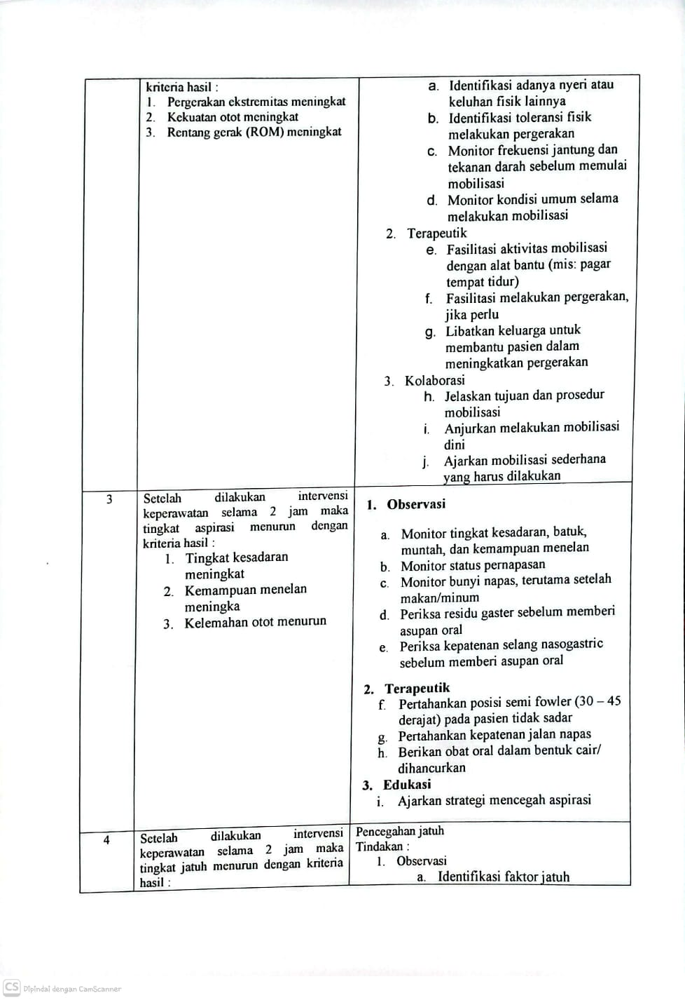 kriteria hasil :
1. Pergerakan ekstremitas meningkat
2. Kekuatan otot meningkat
3. Rentang gerak (ROM) meningkat
a. Identifikasi adanya nyeri atau
keluhan fisik lainnya
b. Identifikasi toleransi fisik
melakukan pergerakan
c. Monitor frekuensi jantung dan
tekanan darah sebelum memulai
mobilisasi
d. Monitor kondisi umum selama
melakukan mobilisasi
2. Terapeutik
e. Fasilitasi aktivitas mobilisasi
dengan alat bantu (mis: pagar
tempat tidur)
f. Fasilitasi melakukan pergerakan,
jika perlu
g. Libatkan keluarga untuk
membantu pasien dalam
meningkatkan pergerakan
3. Kolaborasi
h. Jelaskan tujuan dan prosedur
mobilisasi
i. Anjurkan melakukan mobilisasi
dini
j. Ajarkan mobilisasi sederhana
yang harus dilakukan
3
Setelah dilakukan intervensi
keperawatan selama 2 jam maka
tingkat aspirasi menurun dengan
kriteria hasil :
1. Tingkat kesadaran
meningkat
2. Kemampuan menelan
meningka
3. Kelemahan otot menurun
1. Observasi
a. Monitor tingkat kesadaran, batuk,
muntah, dan kemampuan menelan
b. Monitor status pernapasan
c. Monitor bunyi napas, terutama setelah
makan/minum
d. Periksa residu gaster sebelum memberi
asupan oral
e. Periksa kepatenan selang nasogastric
sebelum memberi asupan oral
2. Terapeutik
f. Pertahankan posisi semi fowler (30 – 45
derajat) pada pasien tidak sadar
g. Pertahankan kepatenan jalan napas
h. Berikan obat oral dalam bentuk cair/
dihancurkan
3. Edukasi
i. Ajarkan strategi mencegah aspirasi
4
Setelah dilakukan intervensi
keperawatan selama 2 jam maka
tingkat jatuh menurun dengan kriteria
hasil :
Pencegahan jatuh
Tindakan :
1. Observasi
a. Identifikasi faktor jatuh
CS Dipindai dengan CamScanner